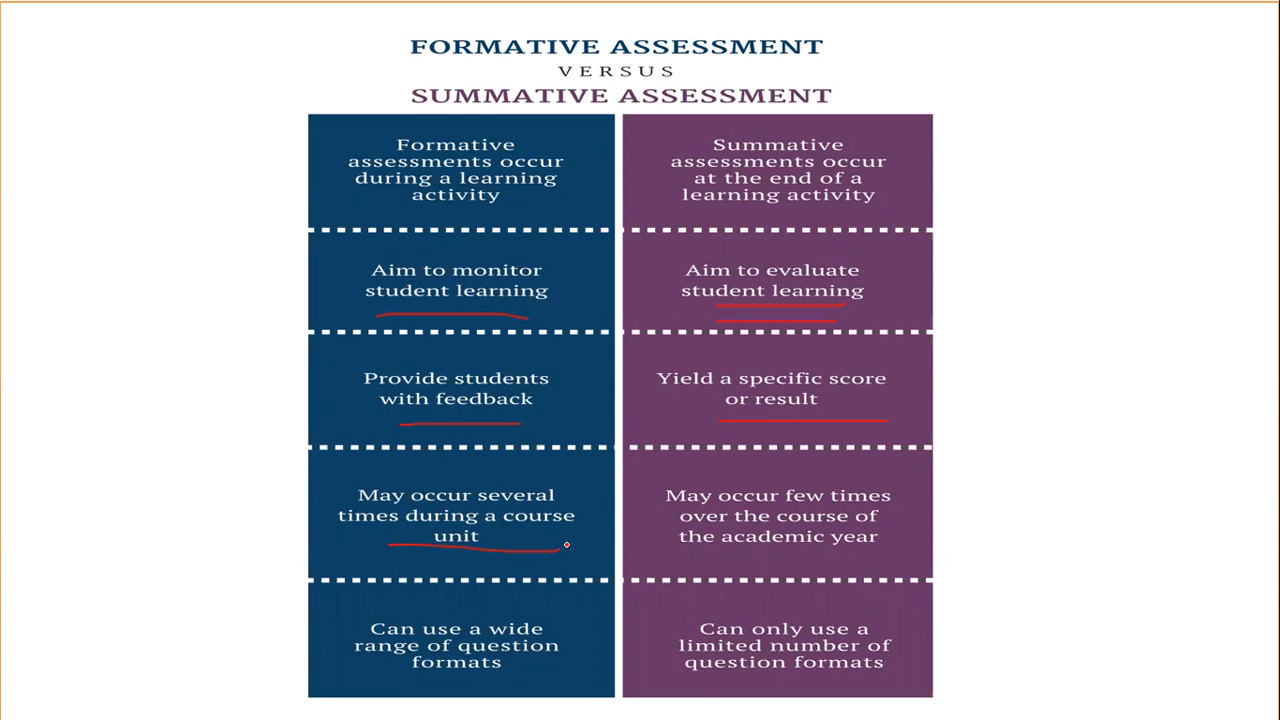 FORMATIVE ASSESSMENT
VERSUS
SUMMATIVE ASSESSMENT
Formative
assessments occur
during a learning
activity
Summative
assessments occur
at the end of a
learning activity
Aim to monitor
student learning
Aim to evaluate
student learning
Provide students
with feedback
Yield a specific score
or result
May occur several
times during a course
unit
May occur few times
over the course of
the academic year
Can use a wide
range of question
formats
Can only use a
limited number of
question formats